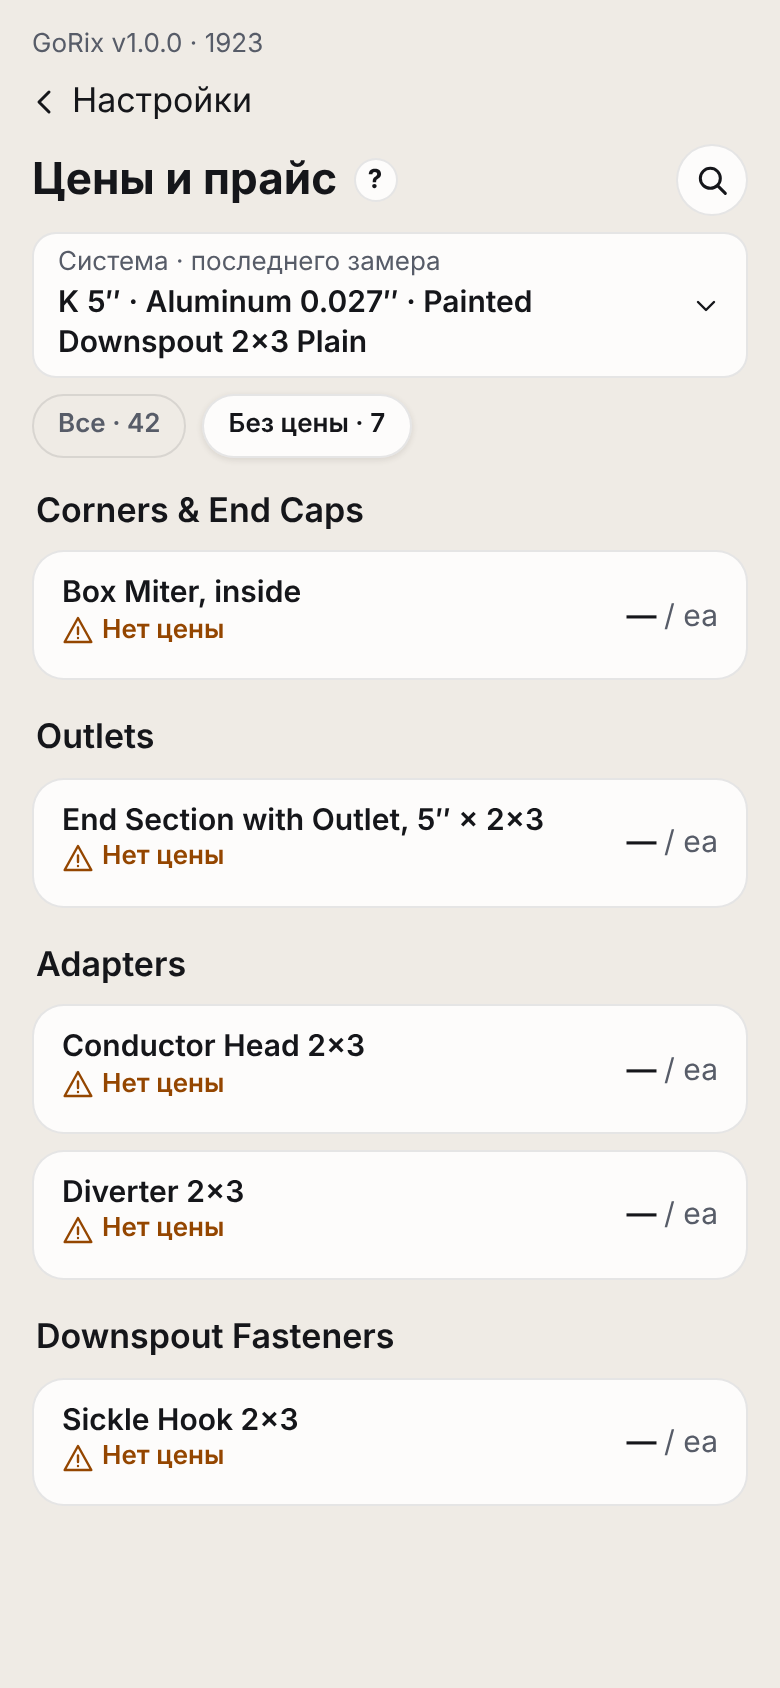 GoRix v1.0.0 · 1923
Настройки
Цены и прайс ?
Система · последнего замера
K 5″ · Aluminum 0.027″ · Painted
Downspout 2×3 Plain
Все · 42 Без цены · 7
Corners & End Caps
Box Miter, inside
Нет цены
— / ea
Outlets
End Section with Outlet, 5″ × 2×3
Нет цены
— / ea
Adapters
Conductor Head 2×3
Нет цены
— / ea
Diverter 2×3
Нет цены
— / ea
Downspout Fasteners
Sickle Hook 2×3
Нет цены
— / ea